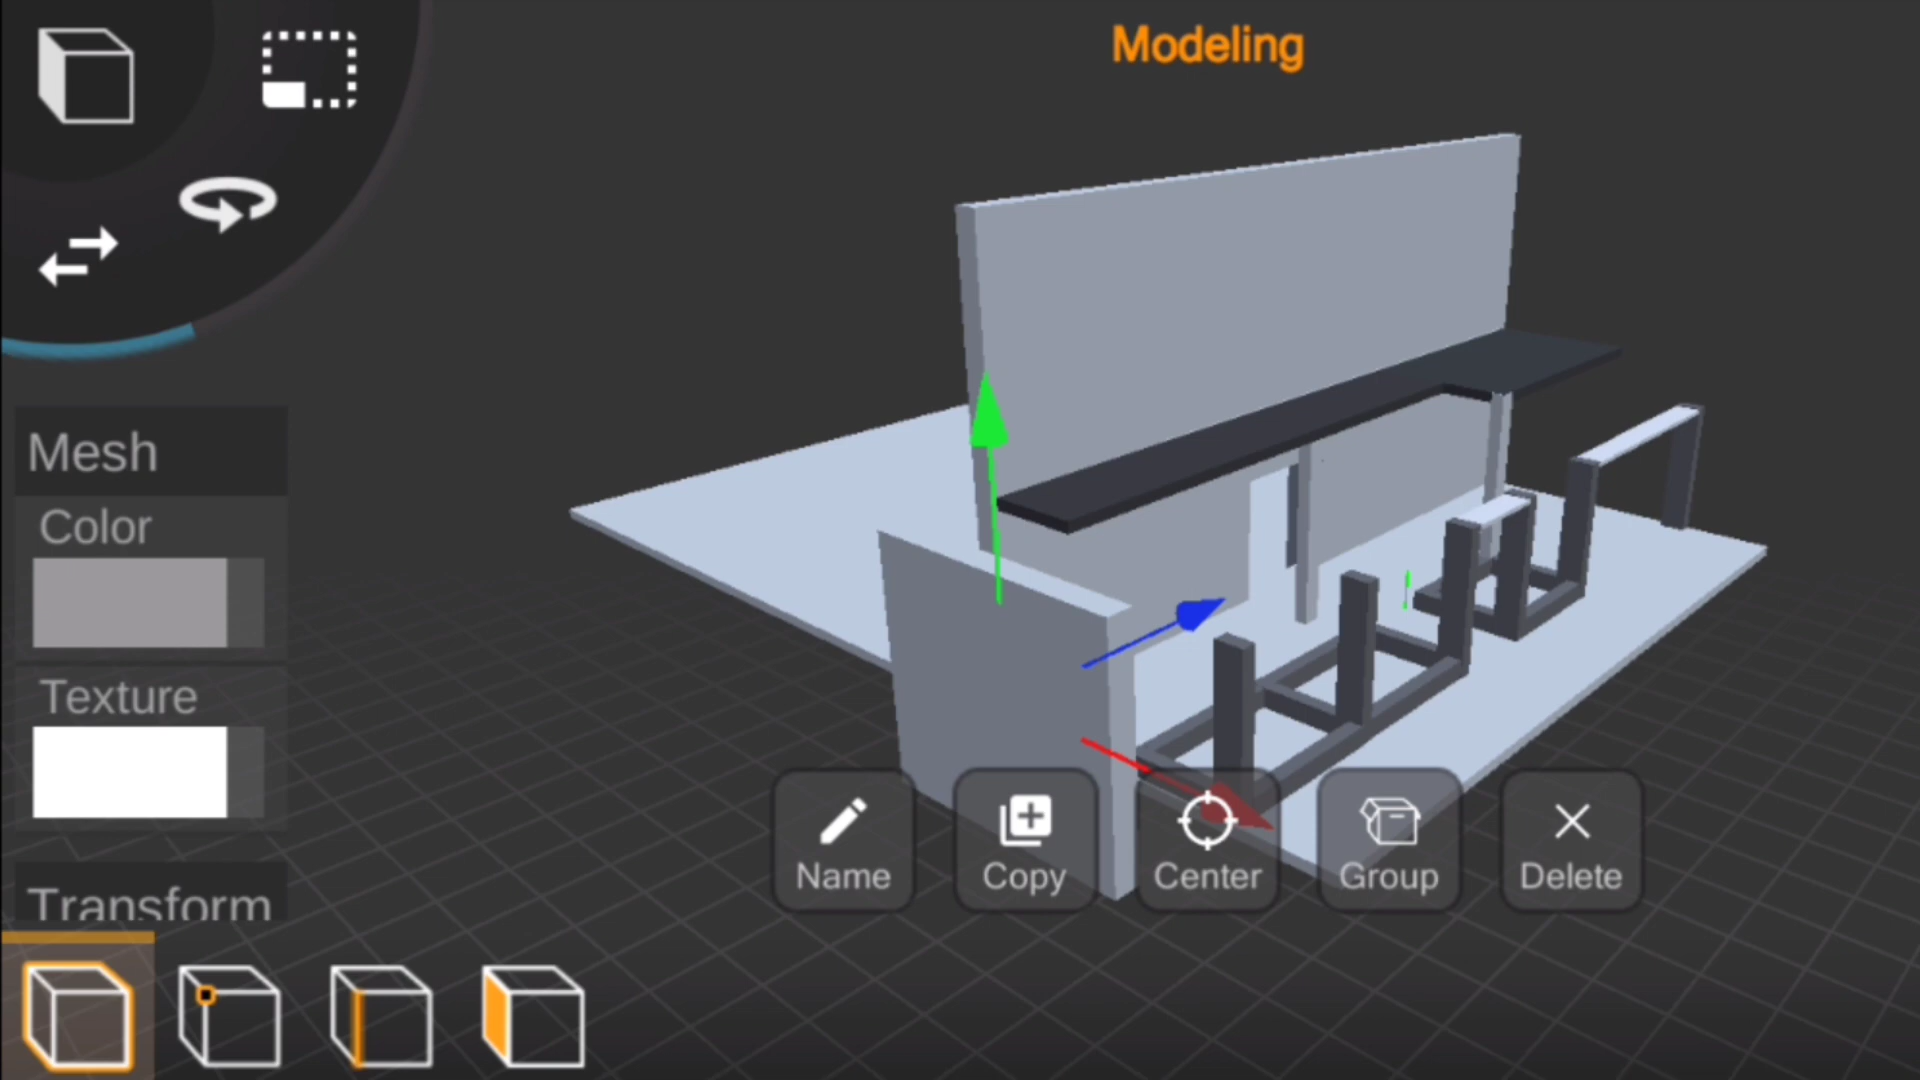 Modeling
Mesh
Color
Texture
Transform
Name
Copy
Center
Group
Delete